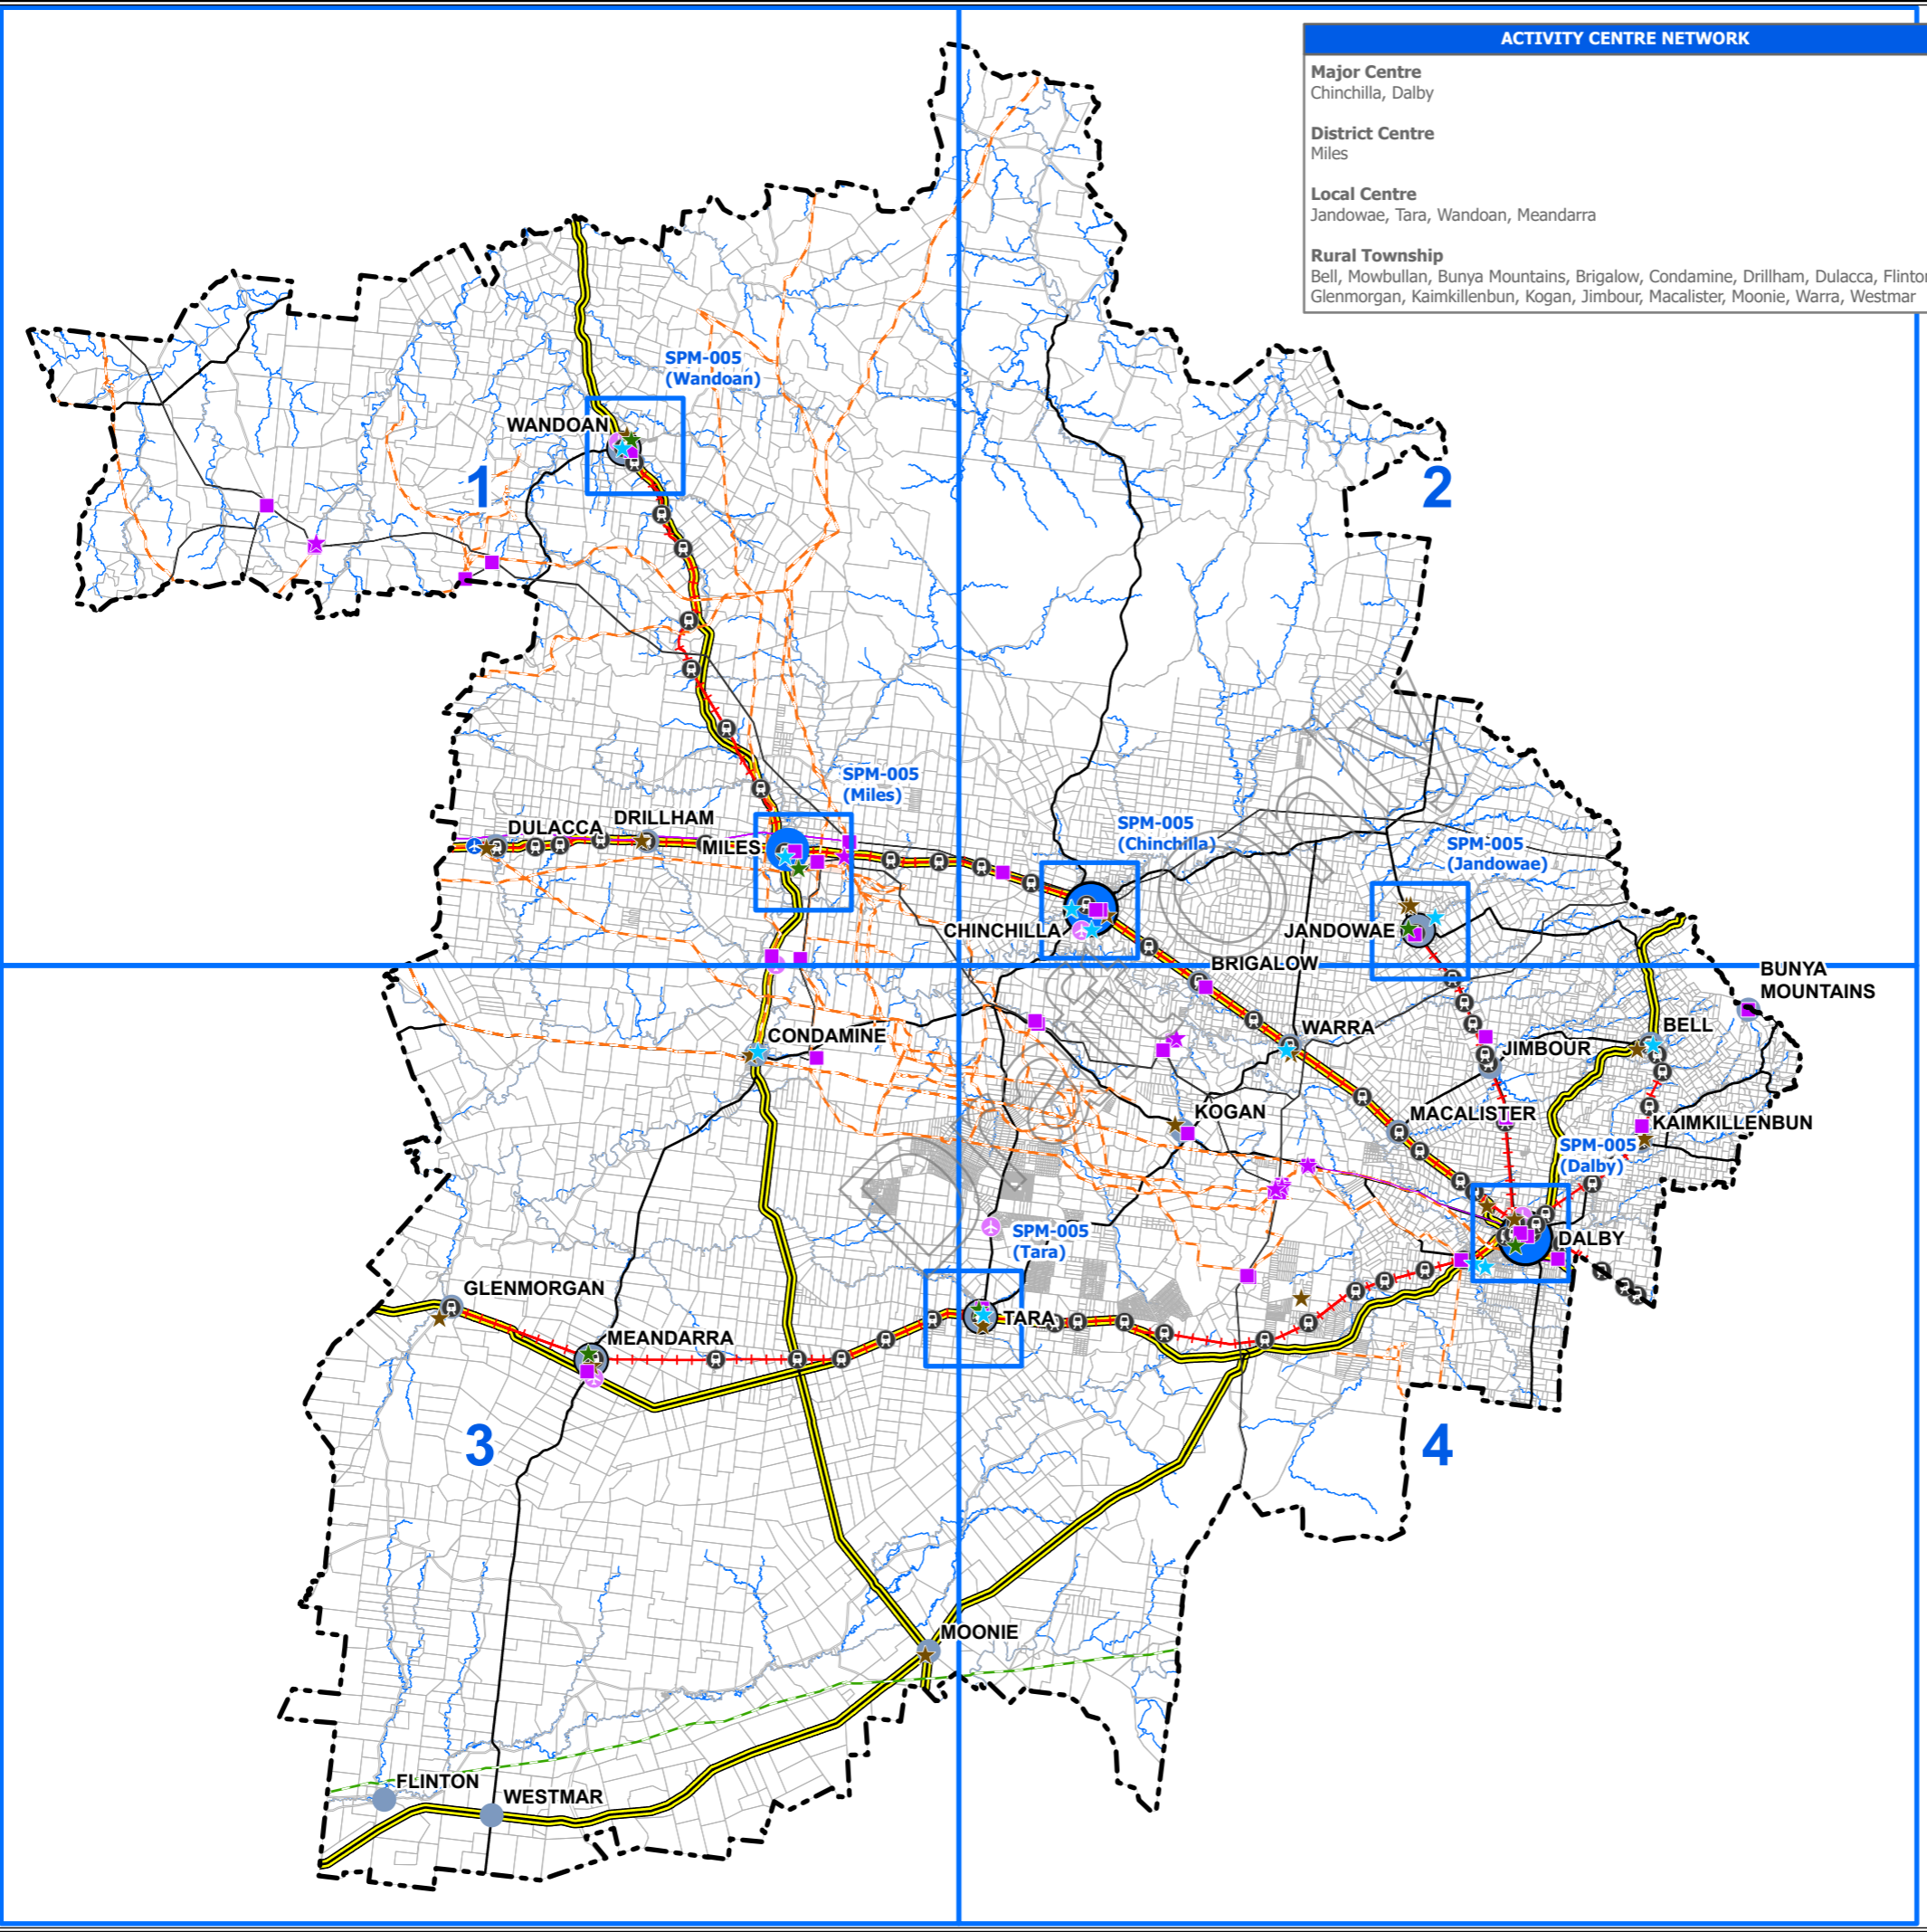 ACTIVITY CENTRE NETWORK
Major Centre
Chinchilla, Dalby
District Centre
Miles
Local Centre
Jandowae, Tara, Wandoan, Meandarra
Rural Township
Bell, Mowbullan, Bunya Mountains, Brigalow, Condamine, Drillham, Dulacca, Flinton
Glenmorgan, Kaimkillenbun, Kogan, Jimbour, Macalister, Moonie, Warra, Westmar
SPM-005
(Wandoan)
WANDOAN
1
2
SPM-005
(Miles)
DULACCA
DRILLHAM
MILES
SPM-005
(Chinchilla)
SPM-005
(Jandowae)
CHINCHILLA
JANDOWAE
BRIGALOW
BUNYA
MOUNTAINS
CONDAMINE
WARRA
BELL
JIMBOUR
KOGAN
MACALISTER
KAIMKILLENBUN
SPM-005
(Dalby)
DALBY
SPM-005
(Tara)
GLENMORGAN
MEANDARRA
TARA
3
4
MOONIE
FLINTON
WESTMAR